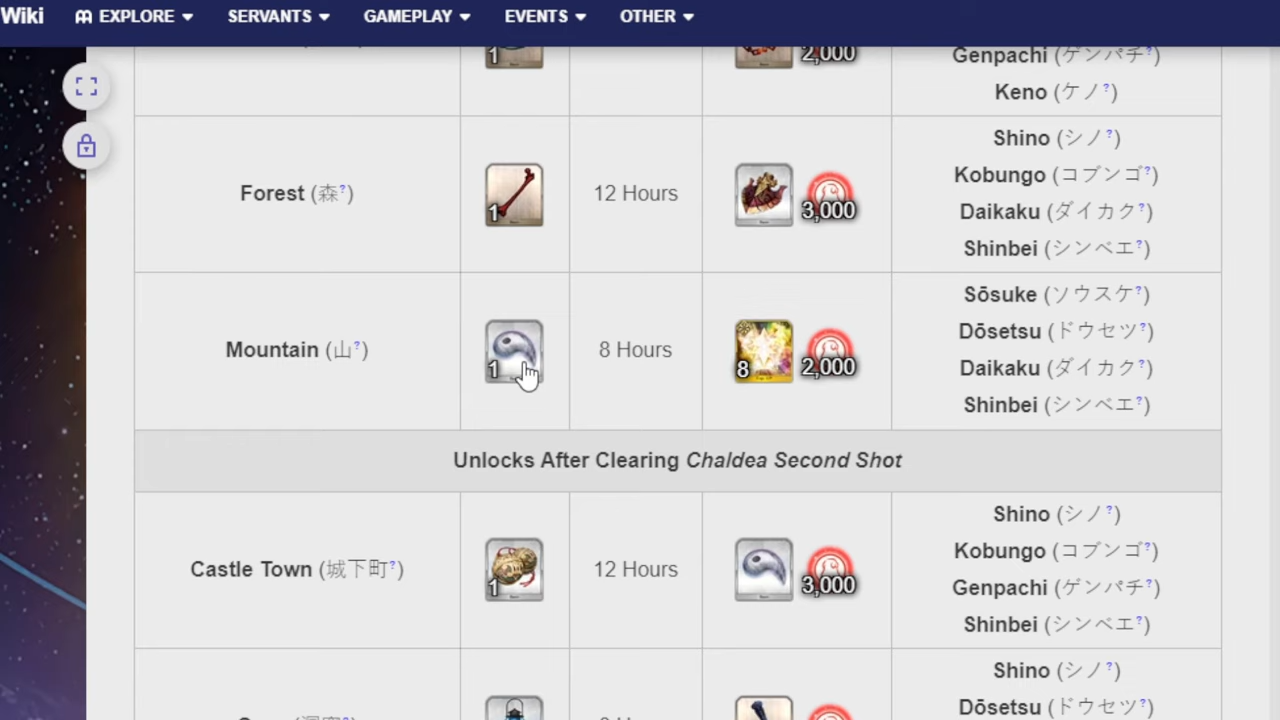 Wiki EXPLORE SERVANTS GAMEPLAY EVENTS OTHER
1
2,000
Genpachi (ゲンパチ?)
Keno (ケノ?)
Forest (森?)
1
12 Hours
3,000
Shino (シノ?)
Kobungo (コブンゴ?)
Daikaku (ダイカク?)
Shinbei (シンベエ?)
Mountain (山?)
1
8 Hours
8
2,000
Sōsuke (ソウスケ?)
Dōsetsu (ドウセツ?)
Daikaku (ダイカク?)
Shinbei (シンベエ?)
Unlocks After Clearing Chaldea Second Shot
Castle Town (城下町?)
1
12 Hours
3,000
Shino (シノ?)
Kobungo (コブンゴ?)
Genpachi (ゲンパチ?)
Shinbei (シンベエ?)
Shino (シノ?)
Dōsetsu (ドウセツ?)